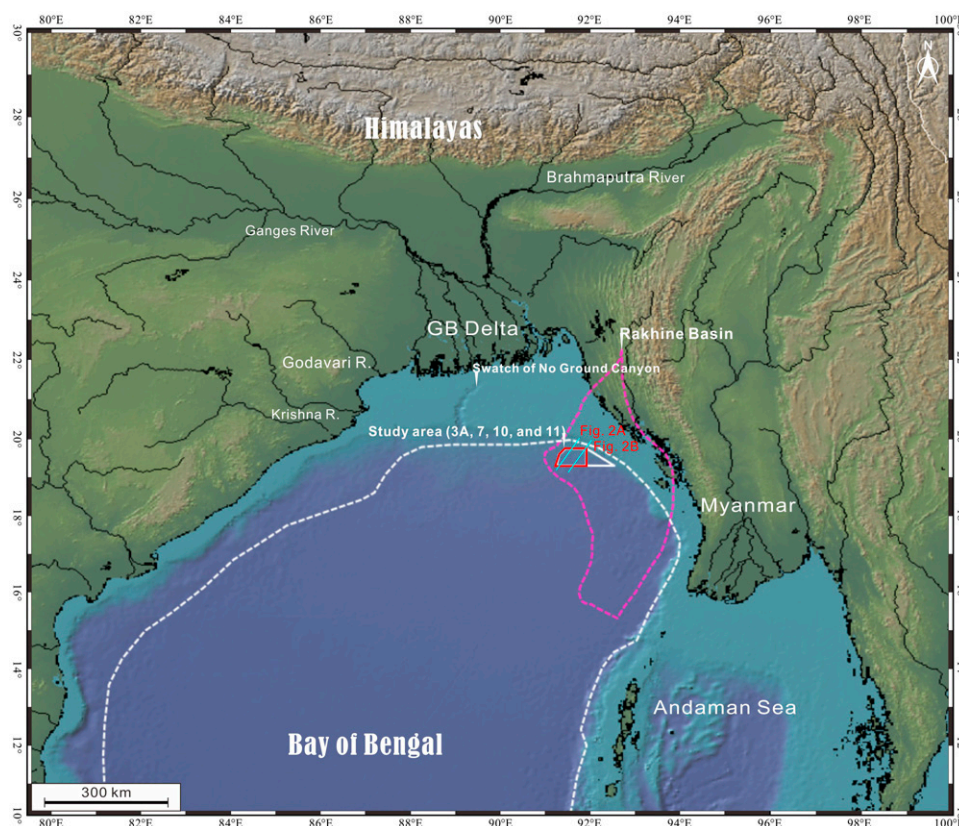 80°E 82°E 84°E 86°E 88°E 90°E 92°E 94°E 96°E 98°E 100°E
30°
28°
26°
24°
22°
20°
18°
16°
14°
12°
10°
N
Himalayas
Brahmaputra River
Ganges River
GB Delta
Rakhine Basin
Godavari R.
Swatch of No Ground Canyon
Krishna R.
Study area (3A, 7, 10, and 11)
Fig. 2A
Fig. 2B
Myanmar
Andaman Sea
Bay of Bengal
300 km
80°E 82°E 84°E 86°E 88°E 90°E 92°E 94°E 96°E 98°E 100°E